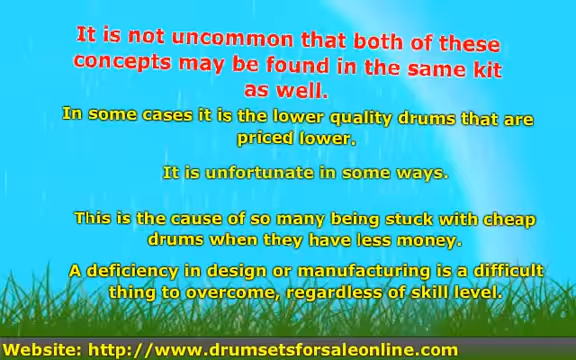 It is not uncommon that both of these
concepts may be found in the same kit
as well.
In some cases it is the lower quality drums that are
priced lower.
It is unfortunate in some ways.
This is the cause of so many being stuck with cheap
drums when they have less money.
A deficiency in design or manufacturing is a difficult
thing to overcome, regardless of skill level.
Website: http://www.drumsetsforsaleonline.com